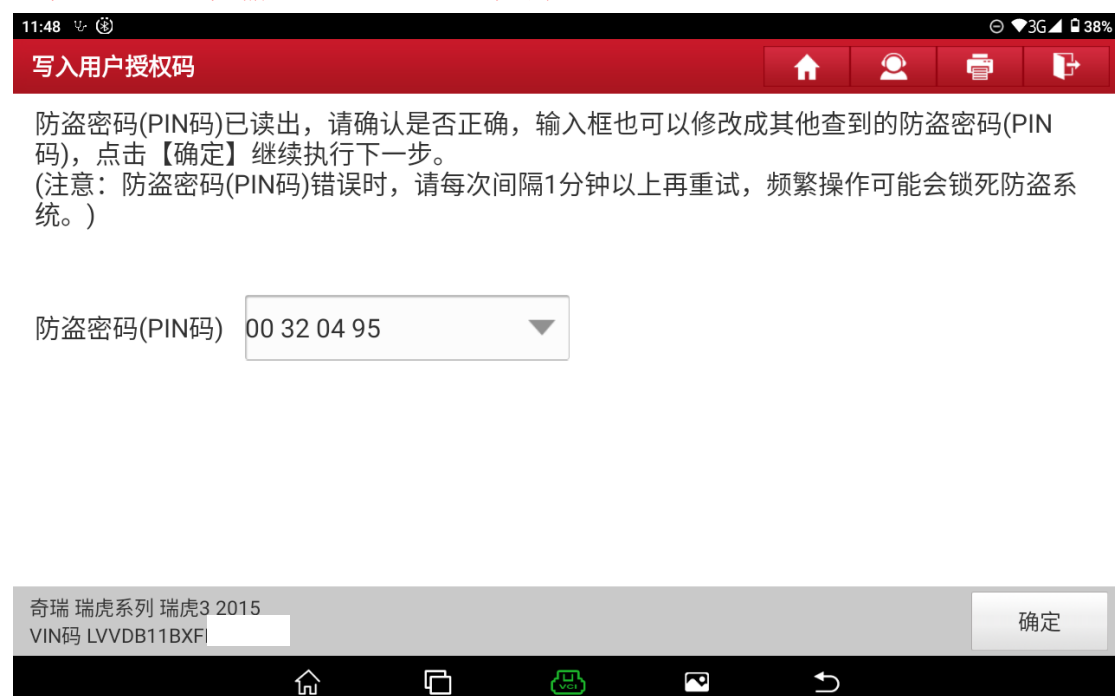 11:48
3G 38%
写入用户授权码
防盗密码(PIN码)已读出，请确认是否正确，输入框也可以修改成其他查到的防盗密码(PIN
码)，点击【确定】继续执行下一步。
(注意：防盗密码(PIN码)错误时，请每次间隔1分钟以上再重试，频繁操作可能会锁死防盗系
统。)
防盗密码(PIN码) 00 32 04 95
奇瑞 瑞虎系列 瑞虎3 2015
VIN码 LVVDB11BXF
确定
VCI